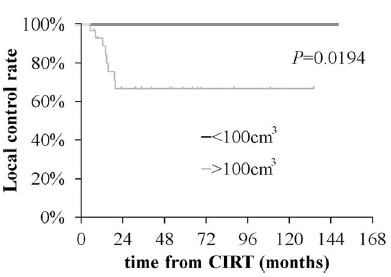 100%
80%
60%
40%
20%
0%
Local control rate
P=0.0194
<100cm³
>100cm³
0 24 48 72 96 120 144 168
time from CIRT (months)